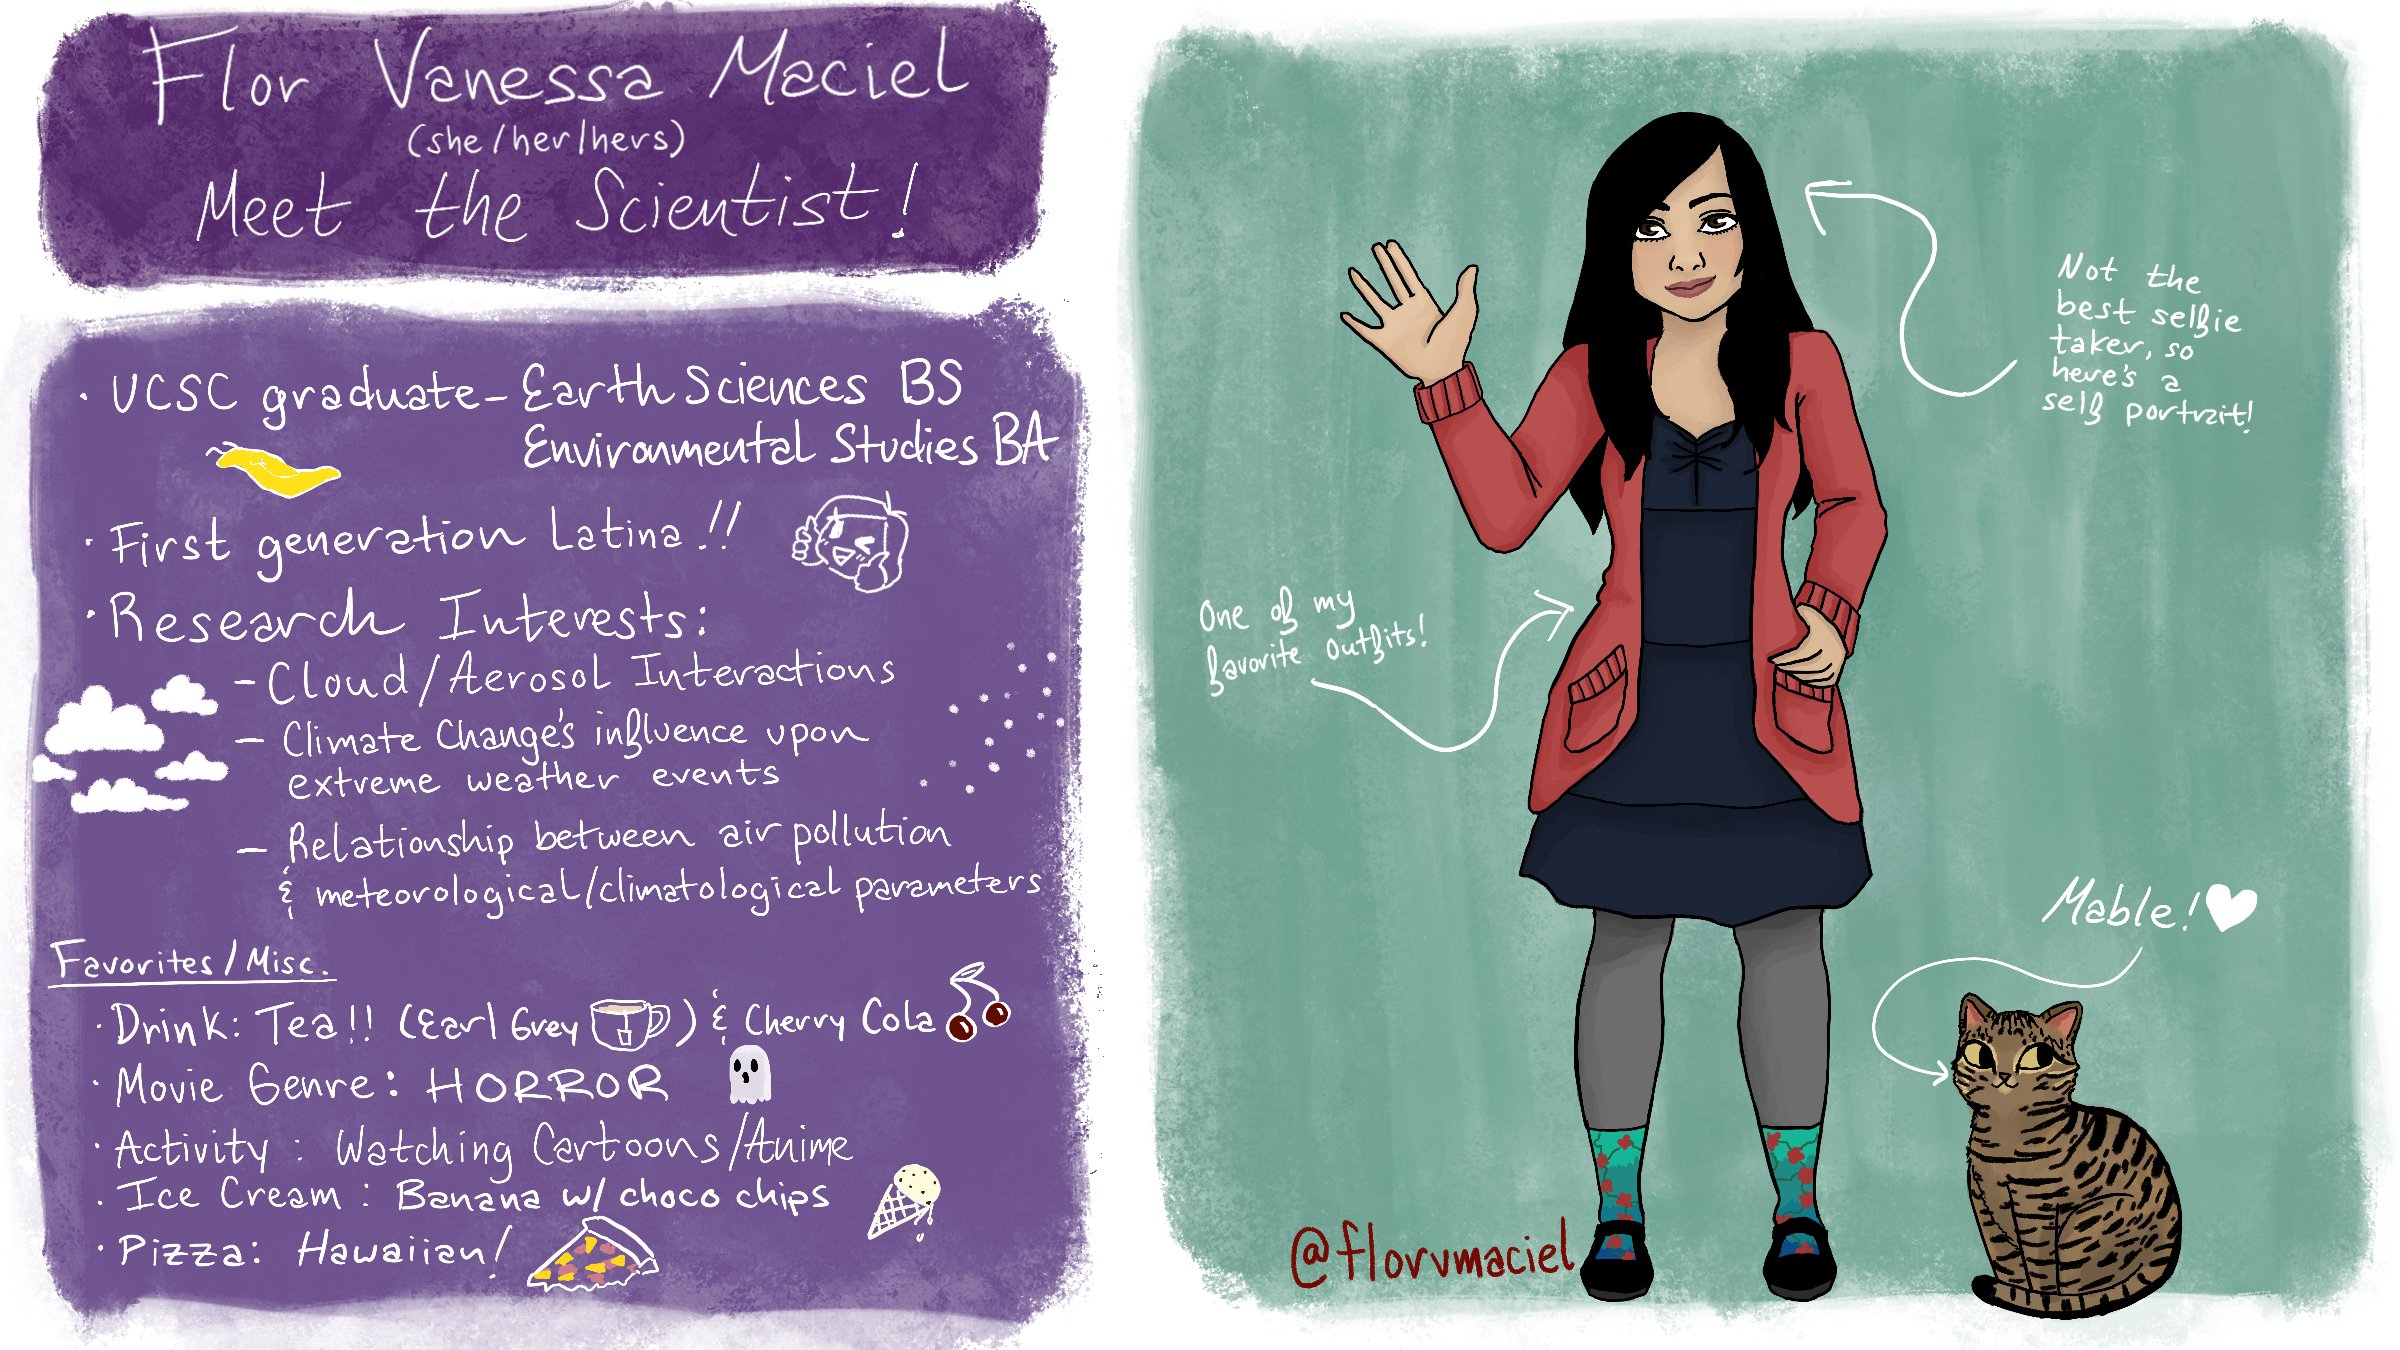 Flor Vanessa Maciel
(she/her/hers)
Meet the Scientist!
· UCSC graduate - Earth Sciences BS
Environmental Studies BA
· First generation Latina!!
· Research Interests:
- Cloud/Aerosol Interactions
- Climate Change's influence upon
extreme weather events
- Relationship between air pollution
& meteorological/climatological parameters
Favorites/Misc.
· Drink: Tea!! (Earl Grey ) & Cherry Cola
· Movie Genre: HORROR
· Activity: Watching Cartoons/Anime
· Ice Cream: Banana w/ choco chips
· Pizza: Hawaiian!
Not the
best selfie
taker, so
here's a
self portrait!
One of my
favorite outfits!
Mable!
@florvmaciel